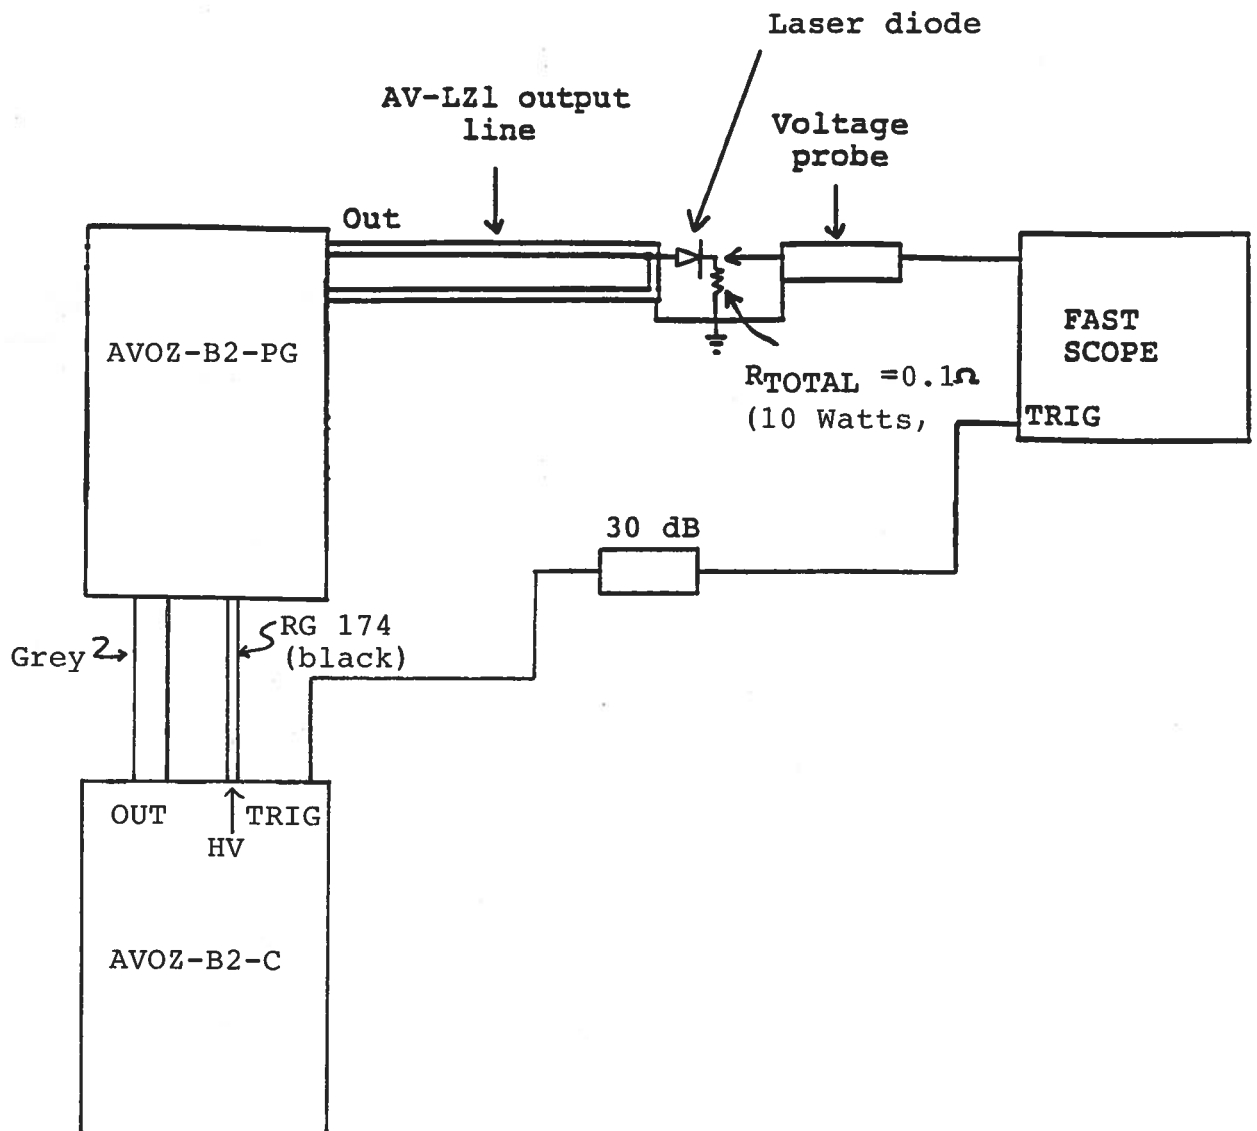 Laser diode
AV-LZ1 output
line
Voltage
probe
Out
AVOZ-B2-PG
FAST
SCOPE
TRIG
RTOTAL =0.1Ω
(10 Watts,
30 dB
RG 174
(black)
Grey
OUT
TRIG
HV
AVOZ-B2-C